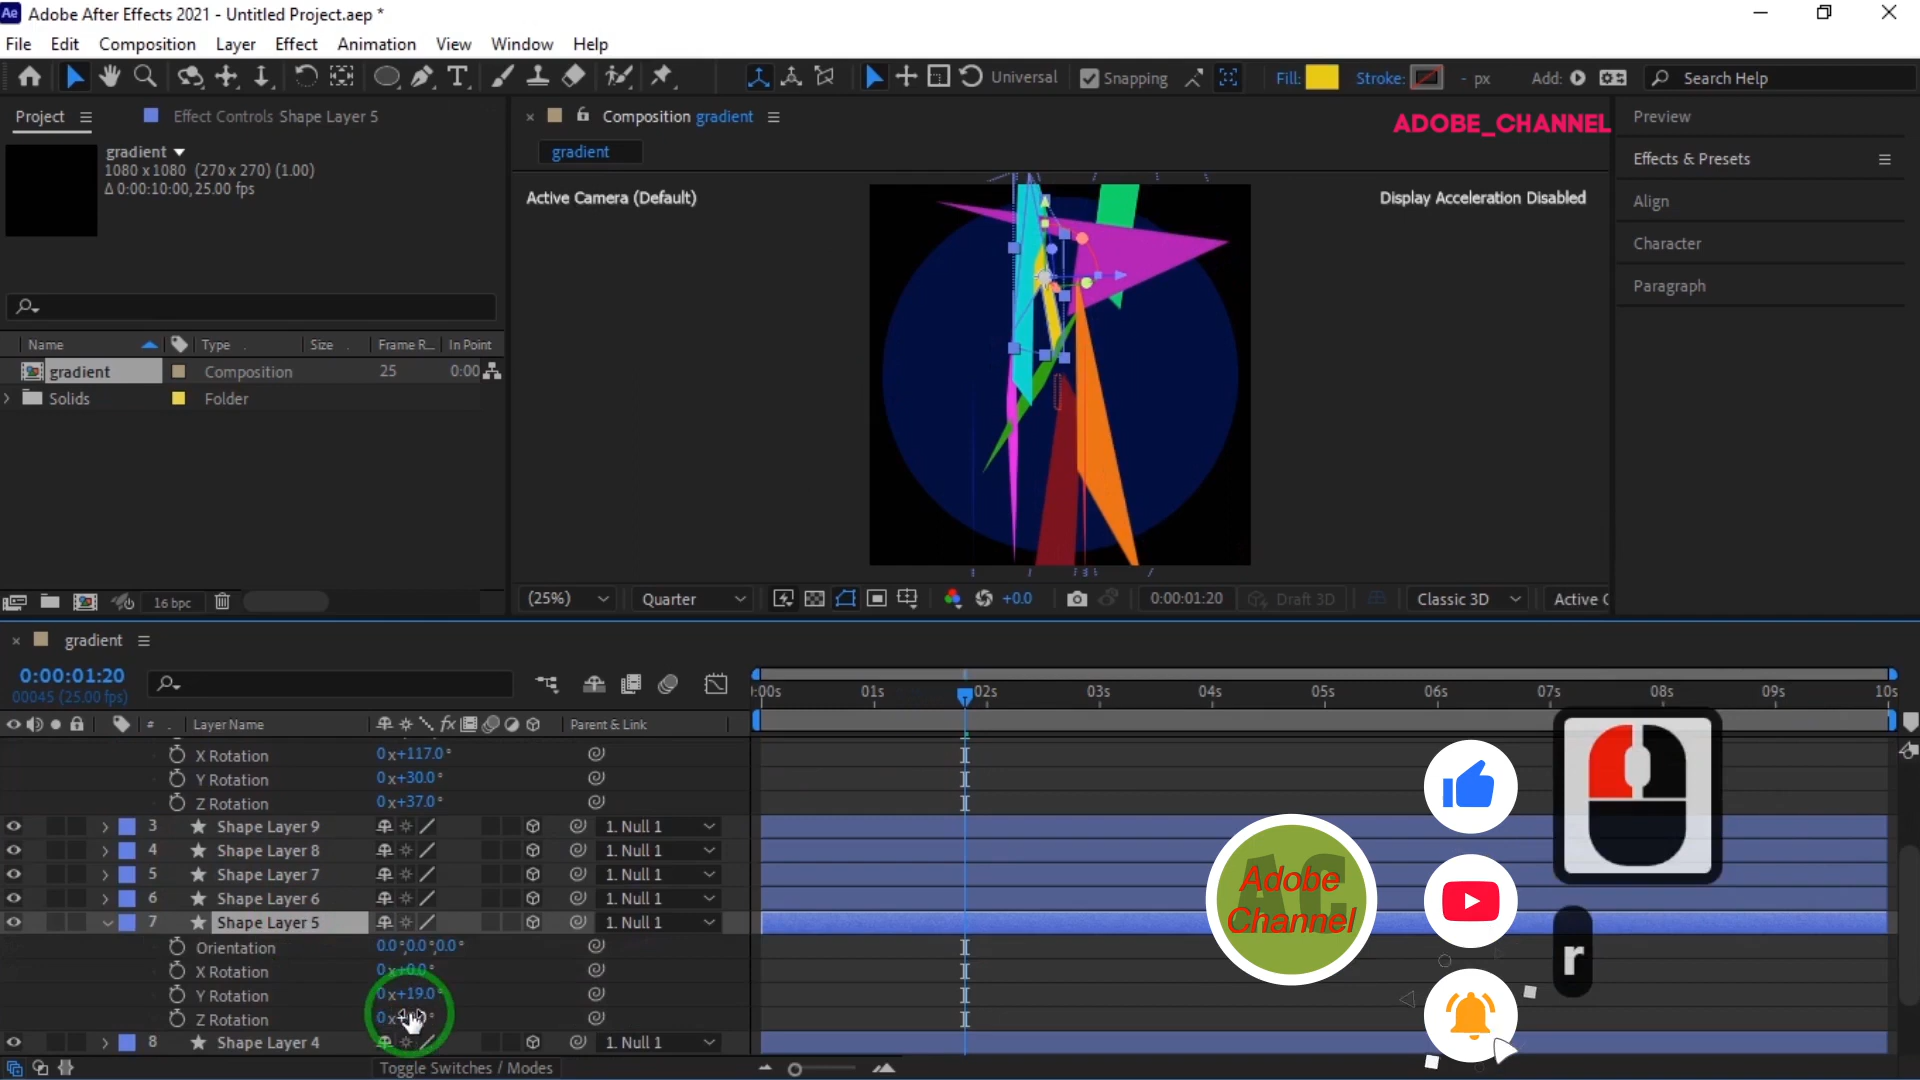 Ae Adobe After Effects 2021 - Untitled Project.aep *
File Edit Composition Layer Effect Animation View Window Help
Universal Snapping Fill: Stroke: - px Add: Search Help
Project Effect Controls Shape Layer 5
Composition gradient
ADOBE_CHANNEL
Preview
gradient
1080 x 1080 (270 x 270) (1.00)
Δ 0:00:10:00, 25.00 fps
gradient
Effects & Presets
Active Camera (Default)
Display Acceleration Disabled
Align
Character
Paragraph
Name Type Size Frame R... In Point
gradient Composition 25 0:00
Solids Folder
16 bpc
(25%) Quarter +0.0 0:00:01:20 Draft 3D Classic 3D Active C
gradient
0:00:01:20
00045 (25.00 fps)
:00s 01s 02s 03s 04s 05s 06s 07s 08s 09s 10s
# Layer Name fx Parent & Link
X Rotation 0x+117.0°
Y Rotation 0x+30.0°
Z Rotation 0x+37.0°
3 Shape Layer 9 1. Null 1
4 Shape Layer 8 1. Null 1
5 Shape Layer 7 1. Null 1
6 Shape Layer 6 1. Null 1
7 Shape Layer 5 1. Null 1
Orientation 0.0°,0.0°,0.0°
X Rotation 0x+0.0°
Y Rotation 0x+19.0°
Z Rotation 0x
8 Shape Layer 4 1. Null 1
Toggle Switches / Modes
AC
Adobe
Channel
r